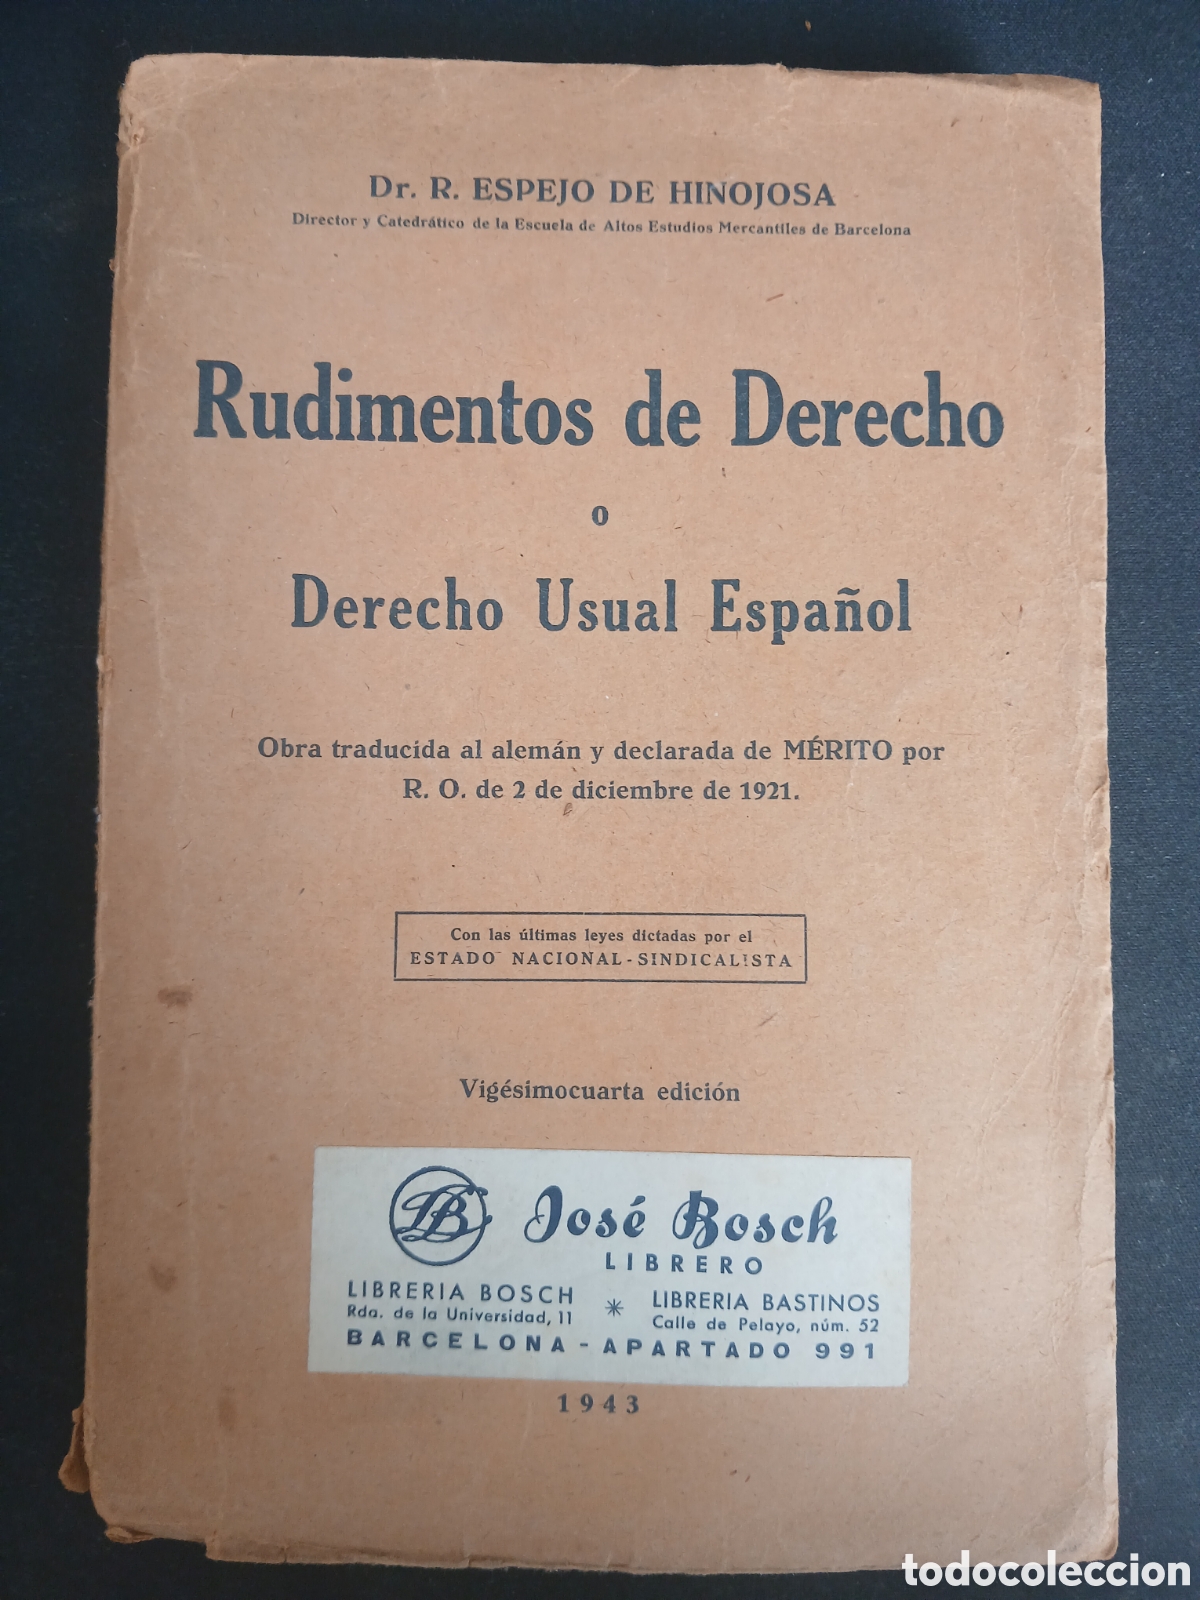 Dr. R. ESPEJO DE HINOJOSA
Director y Catedrático de la Escuela de Altos Estudios Mercantiles de Barcelona
Rudimentos de Derecho
o
Derecho Usual Español
Obra traducida al alemán y declarada de MÉRITO por
R. O. de 2 de diciembre de 1921.
Con las últimas leyes dictadas por el
ESTADO NACIONAL-SINDICALISTA
Vigésimocuarta edición
LB José Bosch
LIBRERO
LIBRERIA BOSCH
Rda. de la Universidad, 11
*
LIBRERIA BASTINOS
Calle de Pelayo, núm. 52
BARCELONA - APARTADO 991
1943
todocoleccion